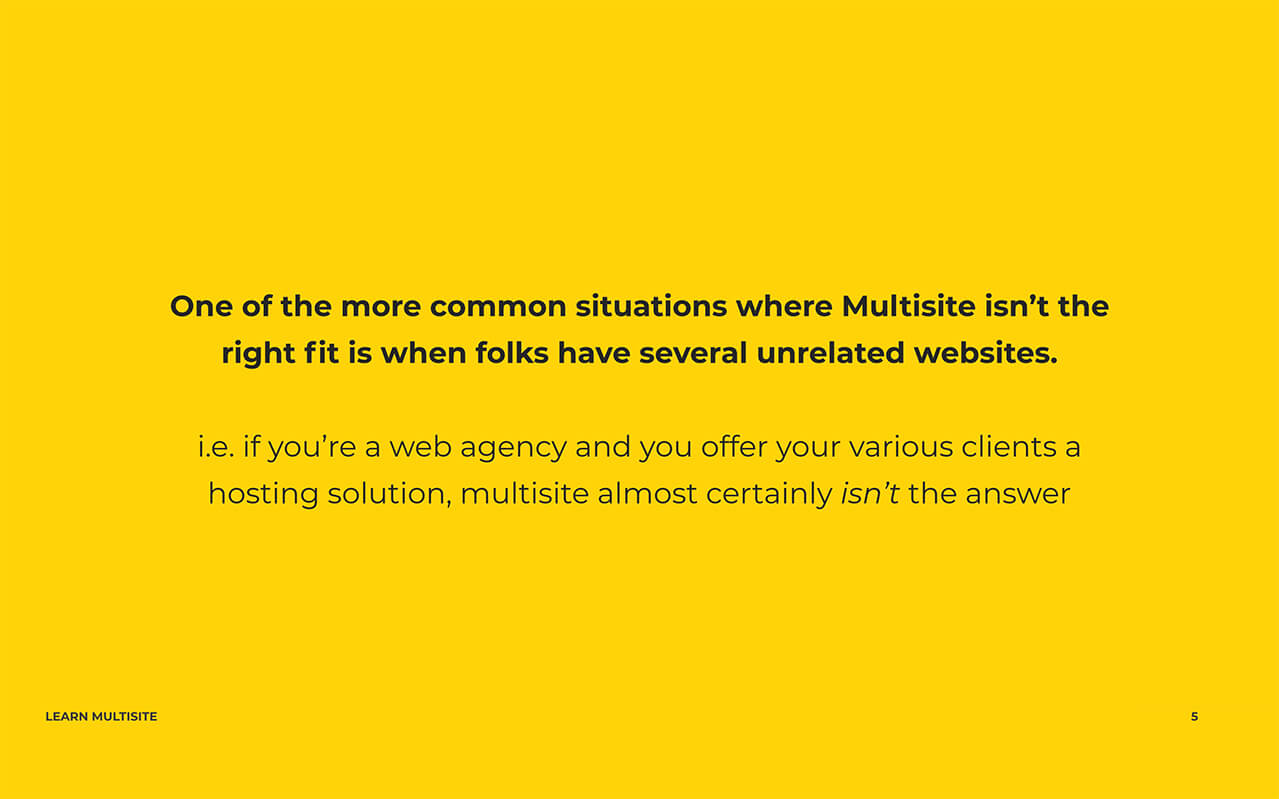 One of the more common situations where Multisite isn’t the
right fit is when folks have several unrelated websites.
i.e. if you’re a web agency and you offer your various clients a
hosting solution, multisite almost certainly isn’t the answer
LEARN MULTISITE
5